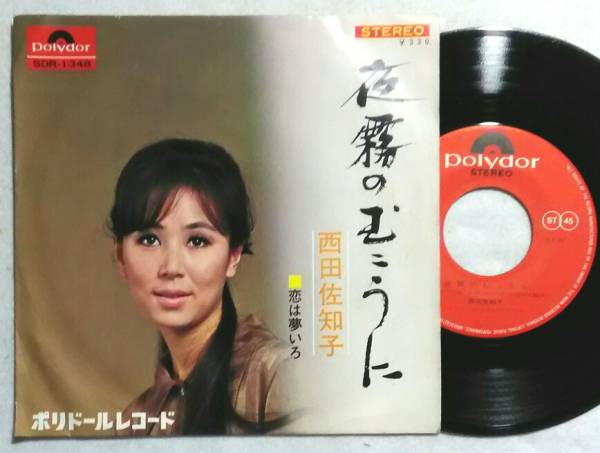 Polydor
SDR-1348
STEREO
¥330
夜霧のむこうに
西田佐知子
恋は夢いろ
ポリドールレコード
Polydor
STEREO
ST 45